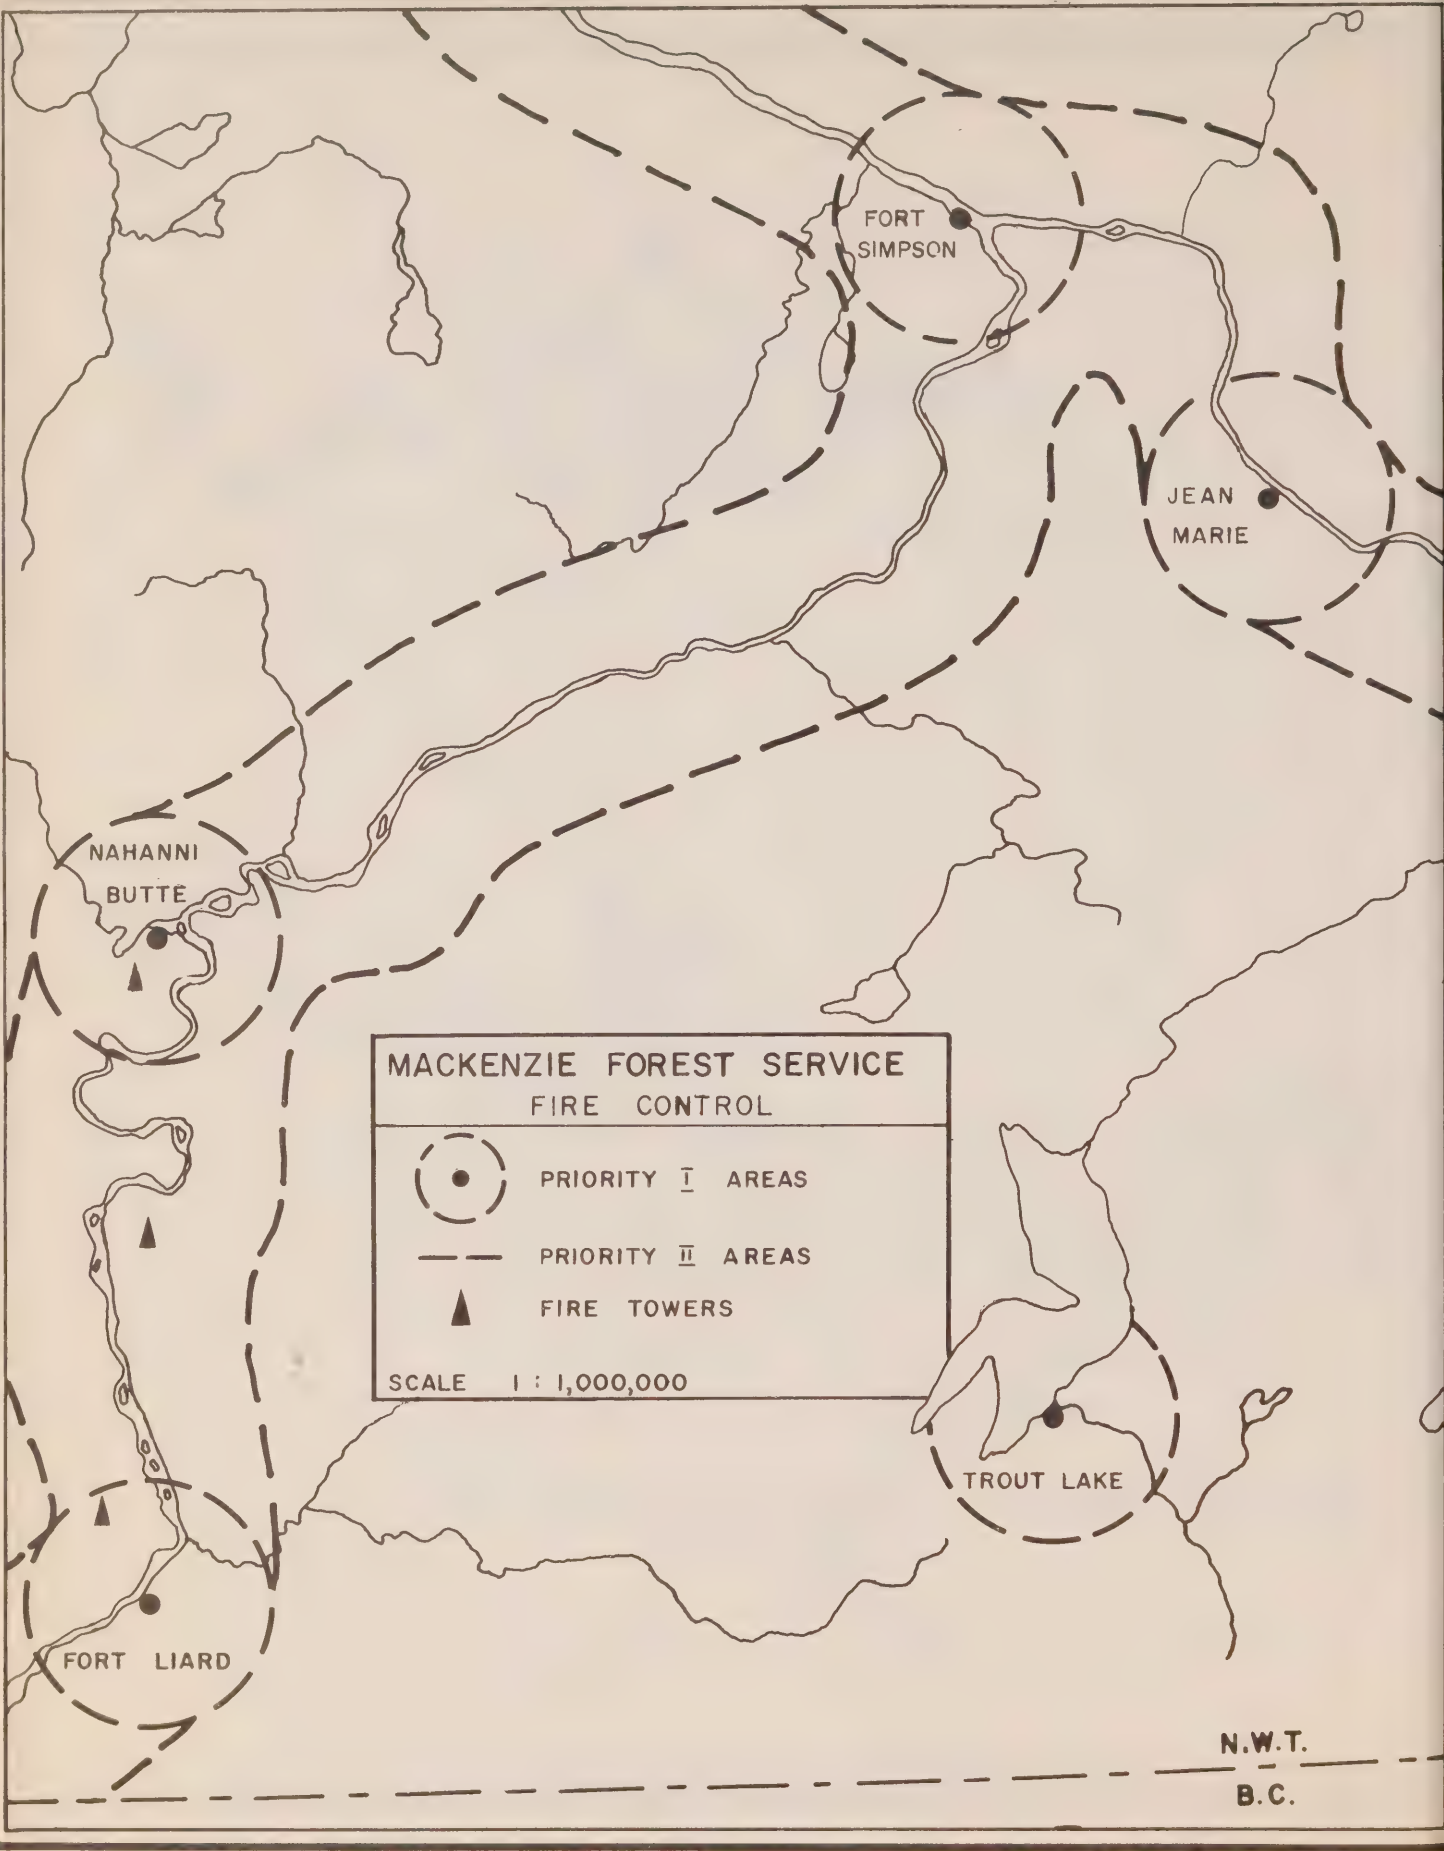 FORT
SIMPSON
JEAN
MARIE
NAHANNI
BUTTE
MACKENZIE FOREST SERVICE
FIRE CONTROL
PRIORITY I AREAS
PRIORITY II AREAS
FIRE TOWERS
SCALE 1 : 1,000,000
TROUT LAKE
FORT LIARD
N.W.T.
B.C.